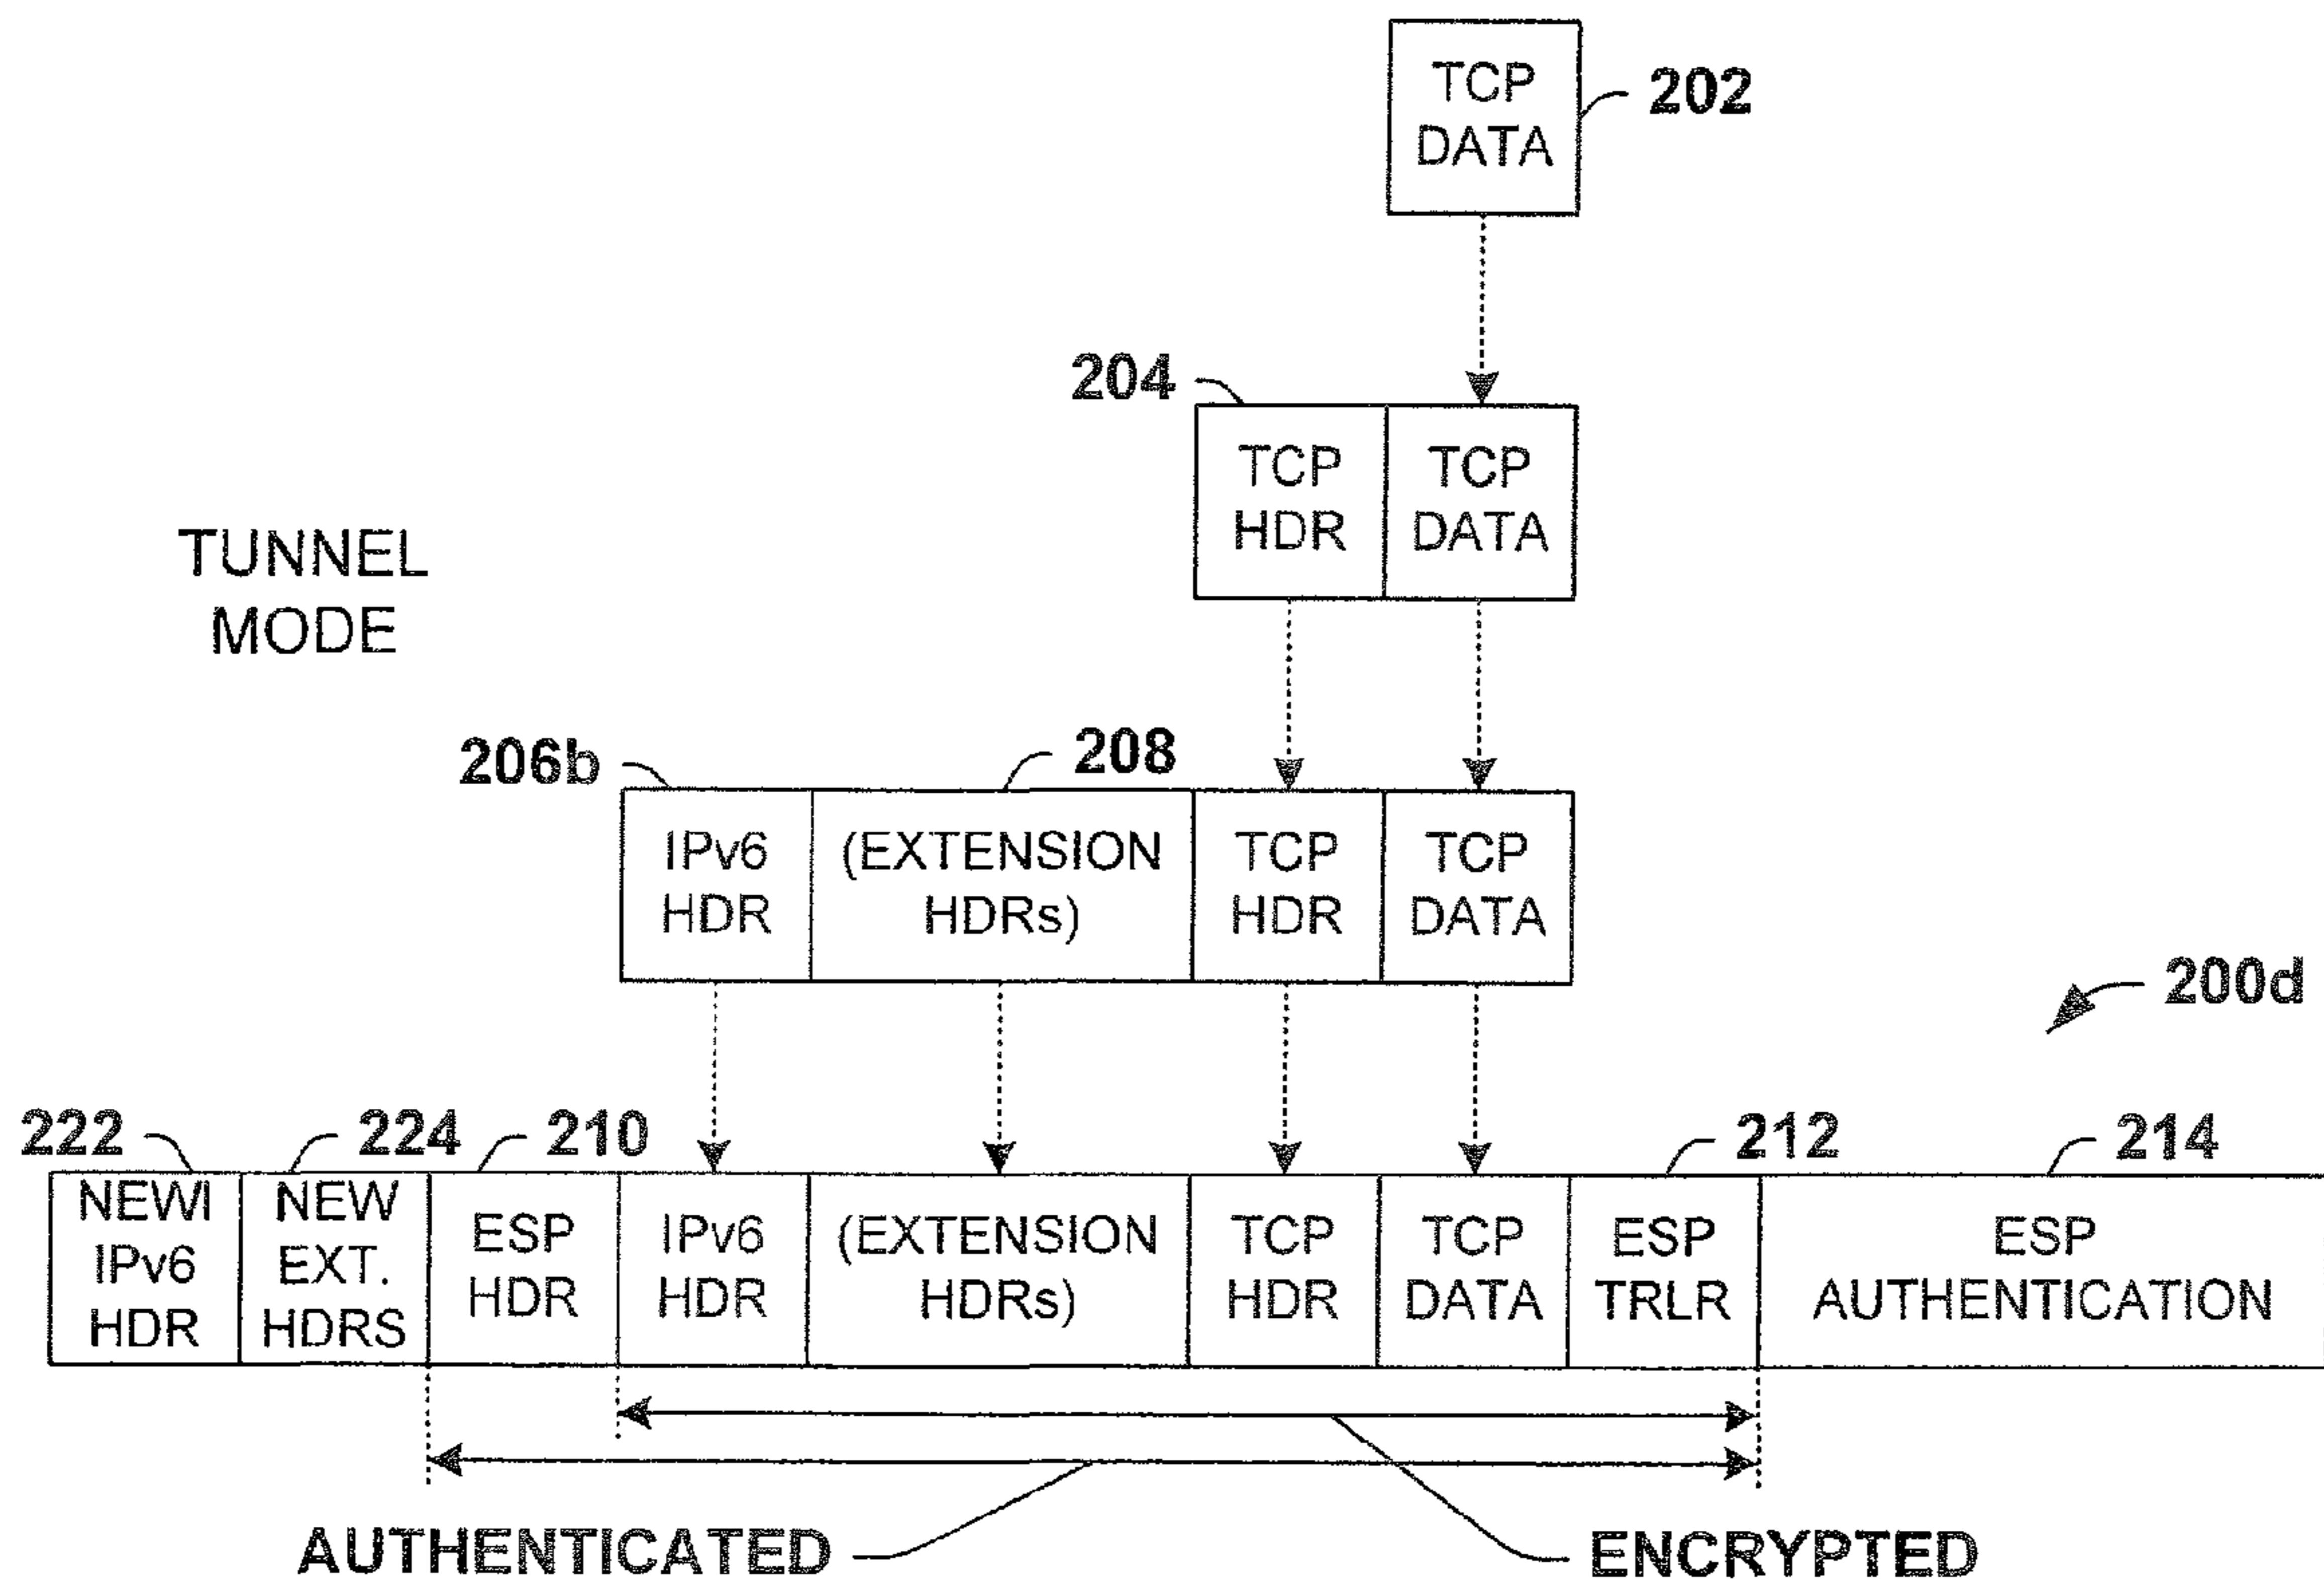 TCP
DATA
202
204
TCP
HDR
TCP
DATA
TUNNEL
MODE
206b
208
IPv6
HDR
(EXTENSION
HDRs)
TCP
HDR
TCP
DATA
200d
222
224
210
212
214
NEWI
IPv6
HDR
NEW
EXT.
HDRS
ESP
HDR
IPv6
HDR
(EXTENSION
HDRs)
TCP
HDR
TCP
DATA
ESP
TRLR
ESP
AUTHENTICATION
AUTHENTICATED
ENCRYPTED